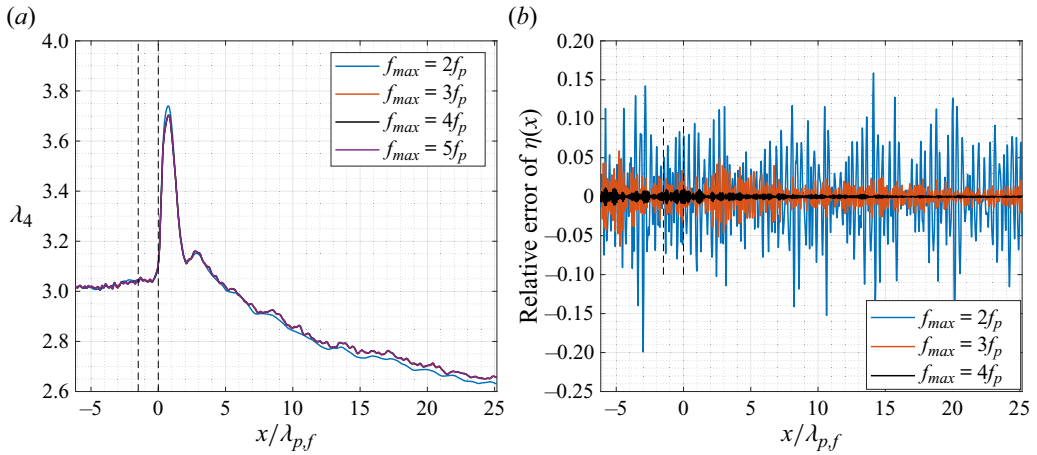 (a)
4.0
3.8
3.6
3.4
3.2
3.0
2.8
2.6
λ4
−5 0 5 10 15 20 25
x/λp,f
fmax = 2fp
fmax = 3fp
fmax = 4fp
fmax = 5fp
(b)
0.20
0.15
0.10
0.05
0
−0.05
−0.10
−0.15
−0.20
−0.25
Relative error of η(x)
−5 0 5 10 15 20 25
x/λp,f
fmax = 2fp
fmax = 3fp
fmax = 4fp